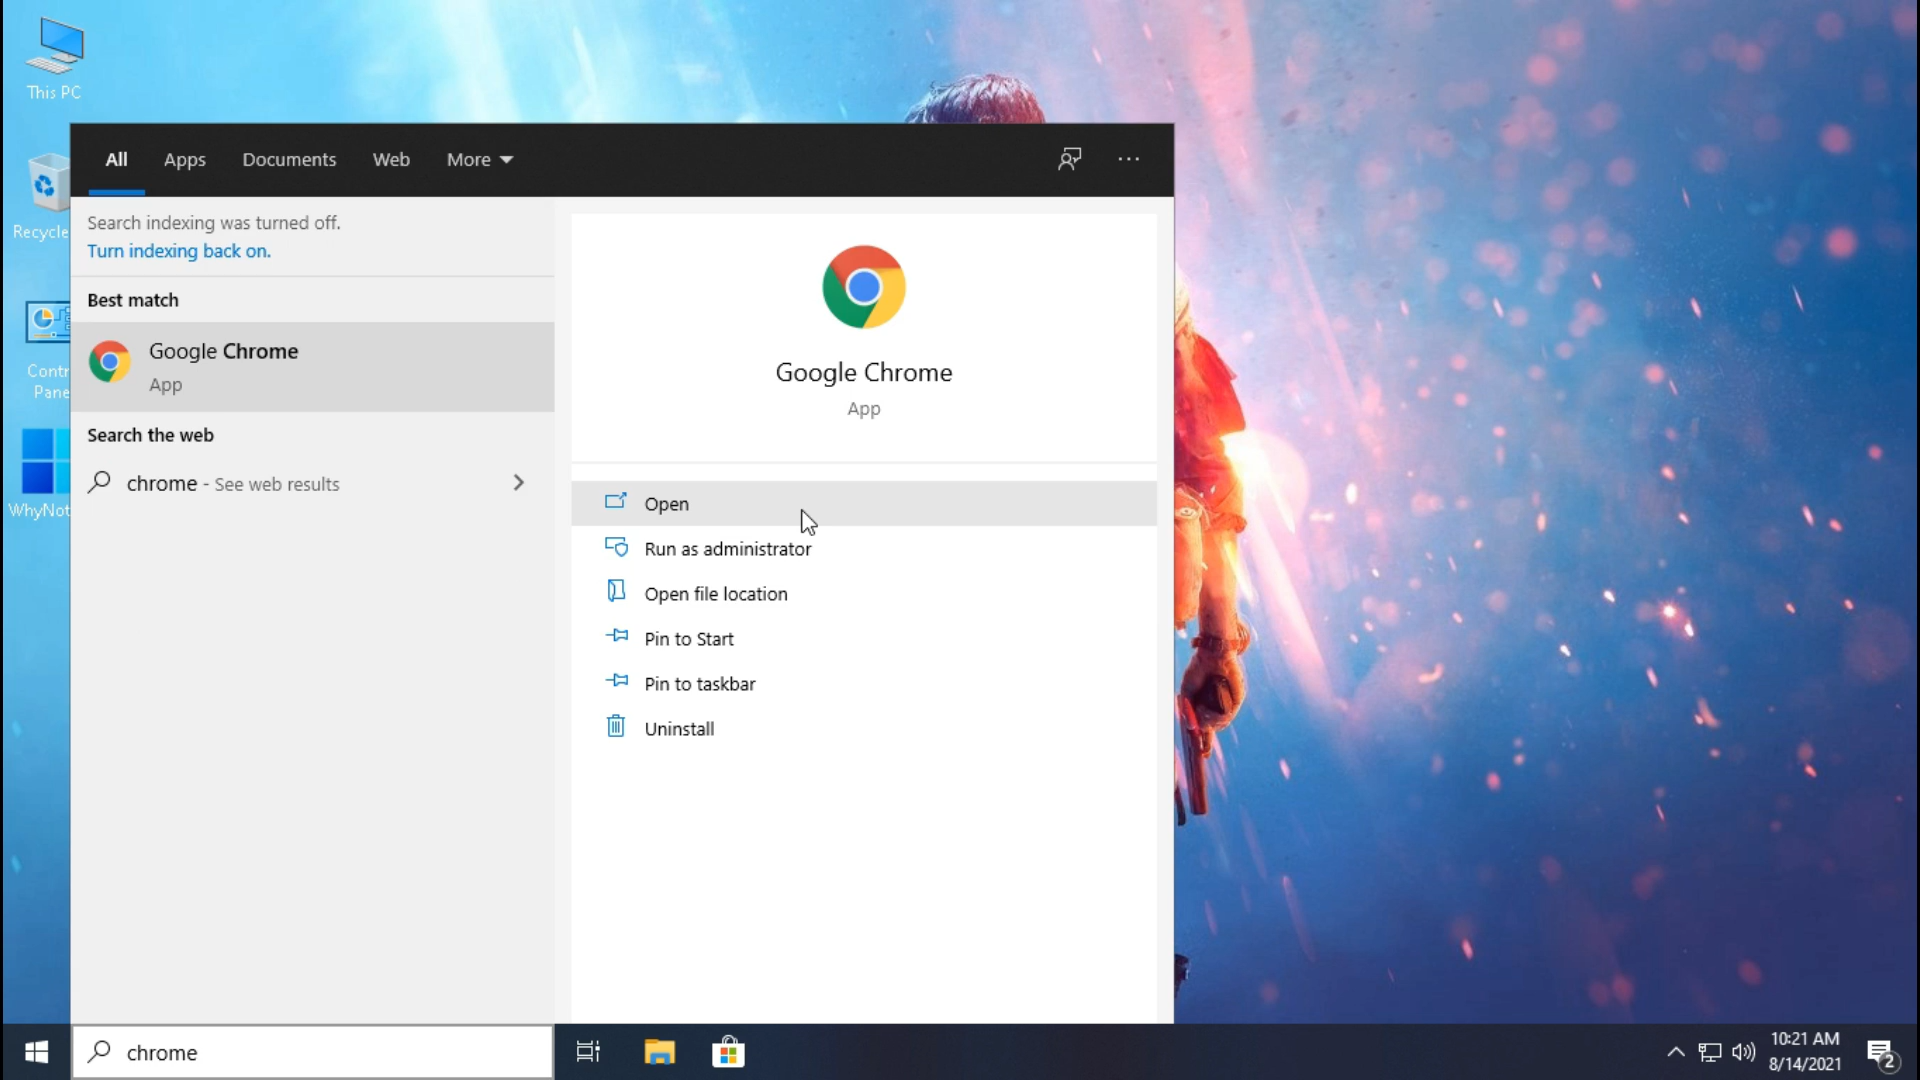 This PC
Recycle
Contr
Pane
WhyNot
All Apps Documents Web More
Search indexing was turned off.
Turn indexing back on.
Best match
Google Chrome
App
Search the web
chrome - See web results
Google Chrome
App
Open
Run as administrator
Open file location
Pin to Start
Pin to taskbar
Uninstall
chrome
10:21 AM
8/14/2021
2